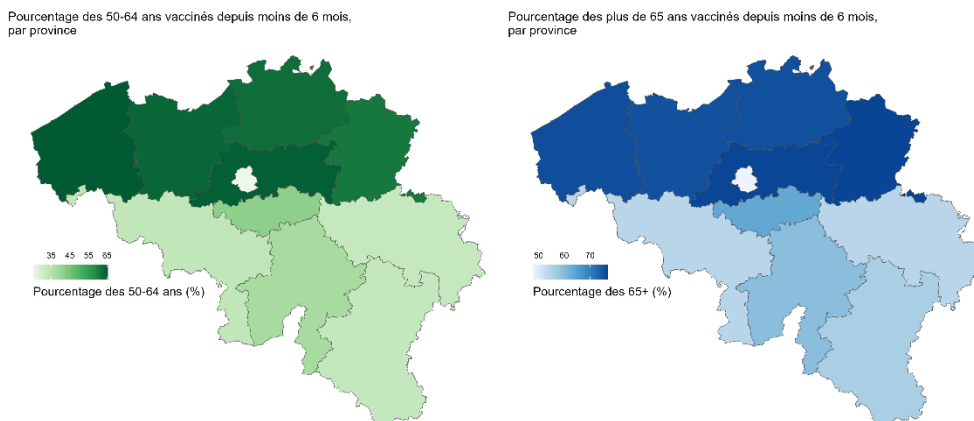 Pourcentage des 50-64 ans vaccinés depuis moins de 6 mois,
par province
35 45 55 65
Pourcentage des 50-64 ans (%)
Pourcentage des plus de 65 ans vaccinés depuis moins de 6 mois,
par province
50 60 70
Pourcentage des 65+ (%)